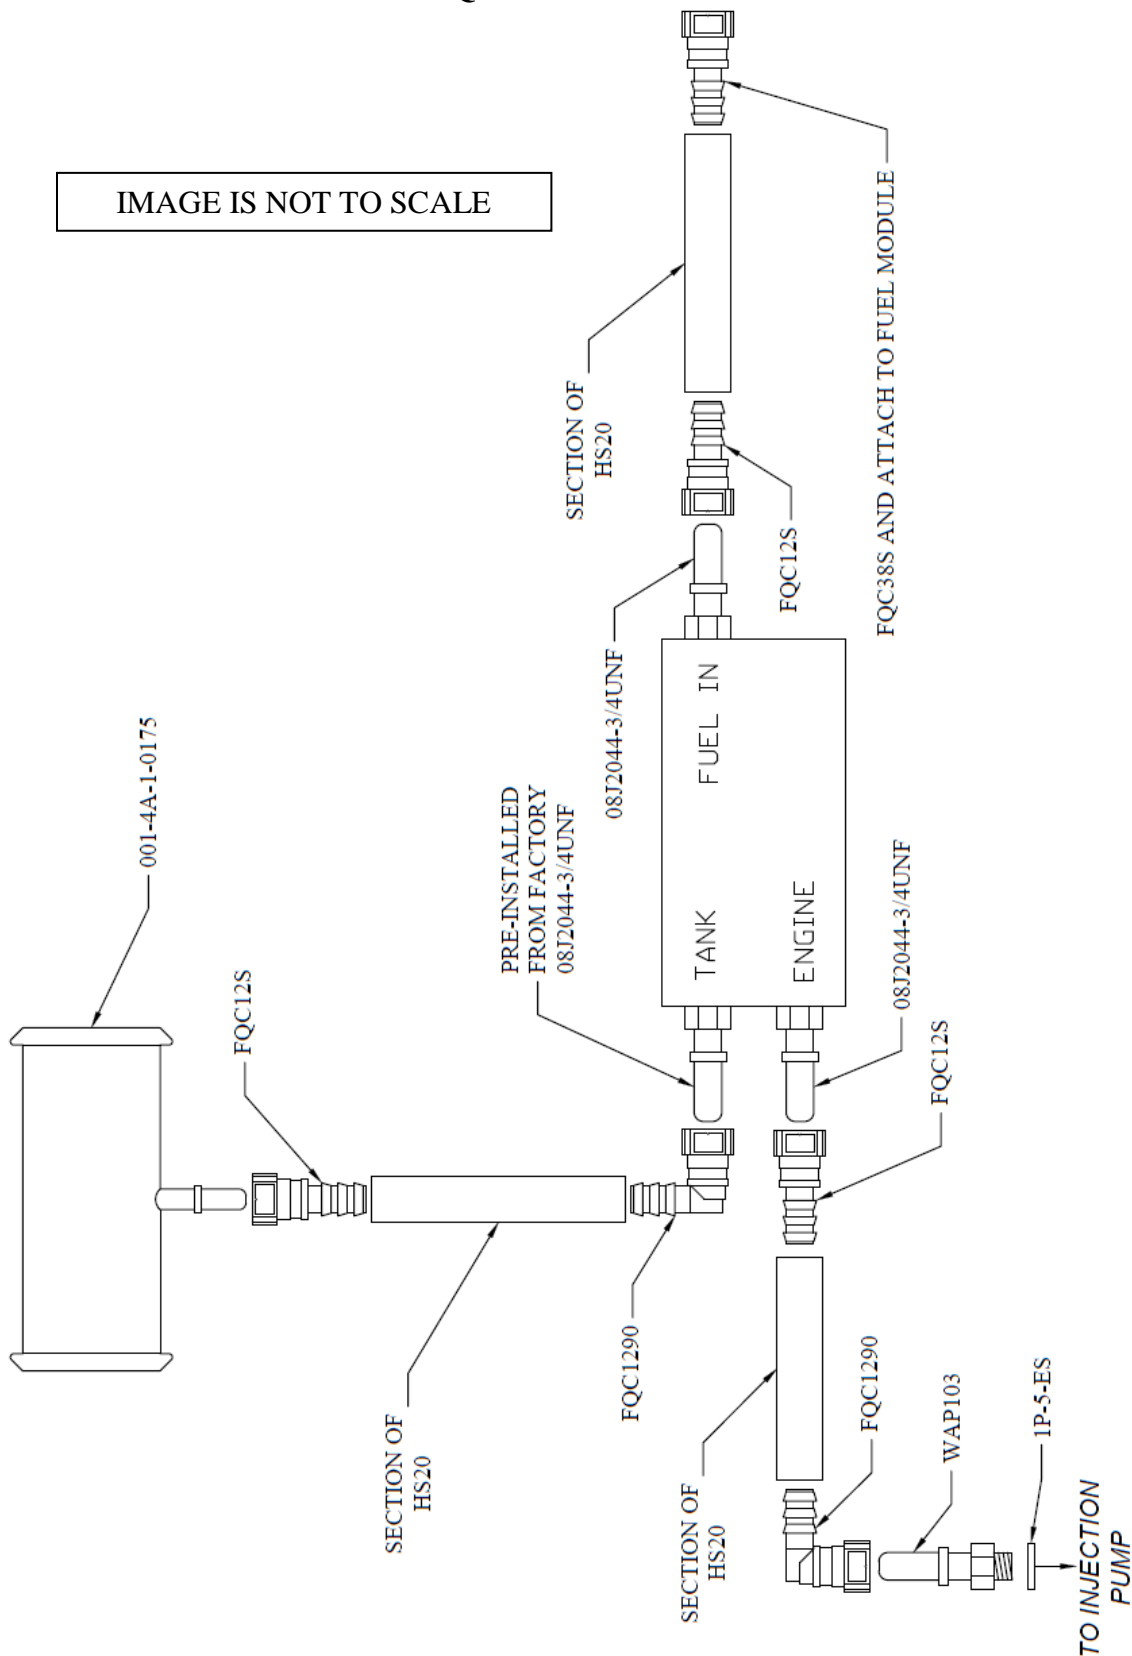 IMAGE IS NOT TO SCALE
001-4A-1-0175
FQC12S
SECTION OF
HS20
FQC1290
PRE-INSTALLED
FROM FACTORY
08J2044-3/4UNF
TANK
FUEL IN
ENGINE
08J2044-3/4UNF
FQC12S
SECTION OF
HS20
FQC38S AND ATTACH TO FUEL MODULE
08J2044-3/4UNF
FQC12S
SECTION OF
HS20
FQC1290
WAP103
1P-5-ES
TO INJECTION
PUMP